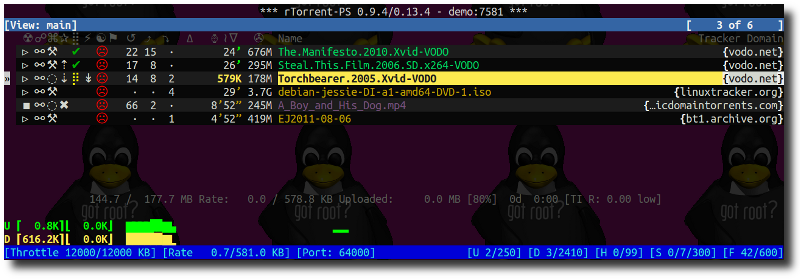 *** rTorrent-PS 0.9.4/0.13.4 - demo:7581 ***
[View: main] [ 3 of 6 ]
Name Tracker Domain
22 15 · 24’ 676M The.Manifesto.2010.Xvid-VODO {vodo.net}
17 8 · 26’ 295M Steal.This.Film.2006.SD.x264-VODO {vodo.net}
» 14 8 2 579K 178M Torchbearer.2005.Xvid-VODO {vodo.net}
· · 4 29’ 3.7G debian-jessie-DI-a1-amd64-DVD-1.iso {linuxtracker.org}
66 2 · 8’52” 245M A_Boy_and_His_Dog.mp4 {…icdomaintorrents.com}
· · 1 4’52” 419M EJ2011-08-06 {bt1.archive.org}
144.7 / 177.7 MB Rate: 0.0 / 578.8 KB Uploaded: 0.0 MB [80%] 0d 0:00 [TI R: 0.00 low]
got root? got root? got root? got root?
U [ 0.8K][ 0.0K]
D [616.2K][ 0.0K]
[Throttle 12000/12000 KB] [Rate 0.7/581.0 KB] [Port: 64000] [U 2/250] [D 3/2410] [H 0/99] [S 0/7/300] [F 42/600]